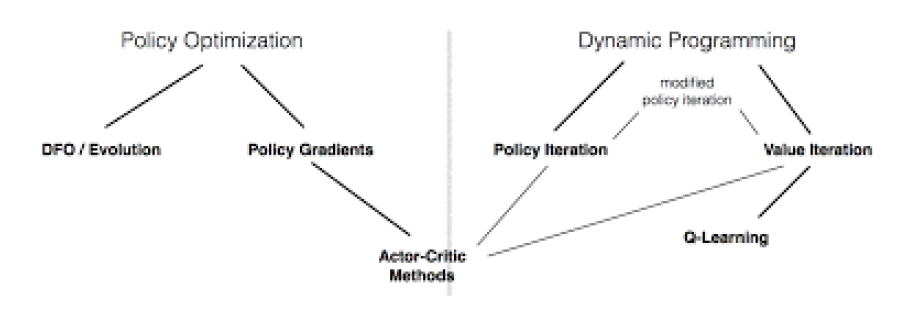 Policy Optimization
Dynamic Programming
modified
policy iteration
DFO / Evolution
Policy Gradients
Policy Iteration
Value Iteration
Q-Learning
Actor-Critic
Methods